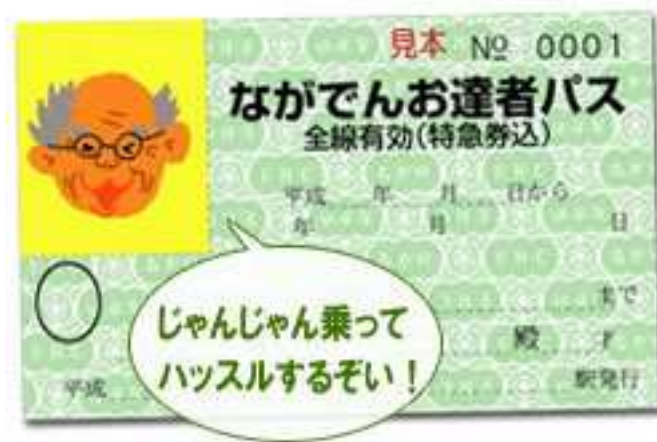 見本 № 0001
ながでんお達者パス
全線有効(特急券込)
平成 年 月 日から
年 月 日
まで
じゃんじゃん乗って
ハッスルするぞい！
殿
平成
駅発行